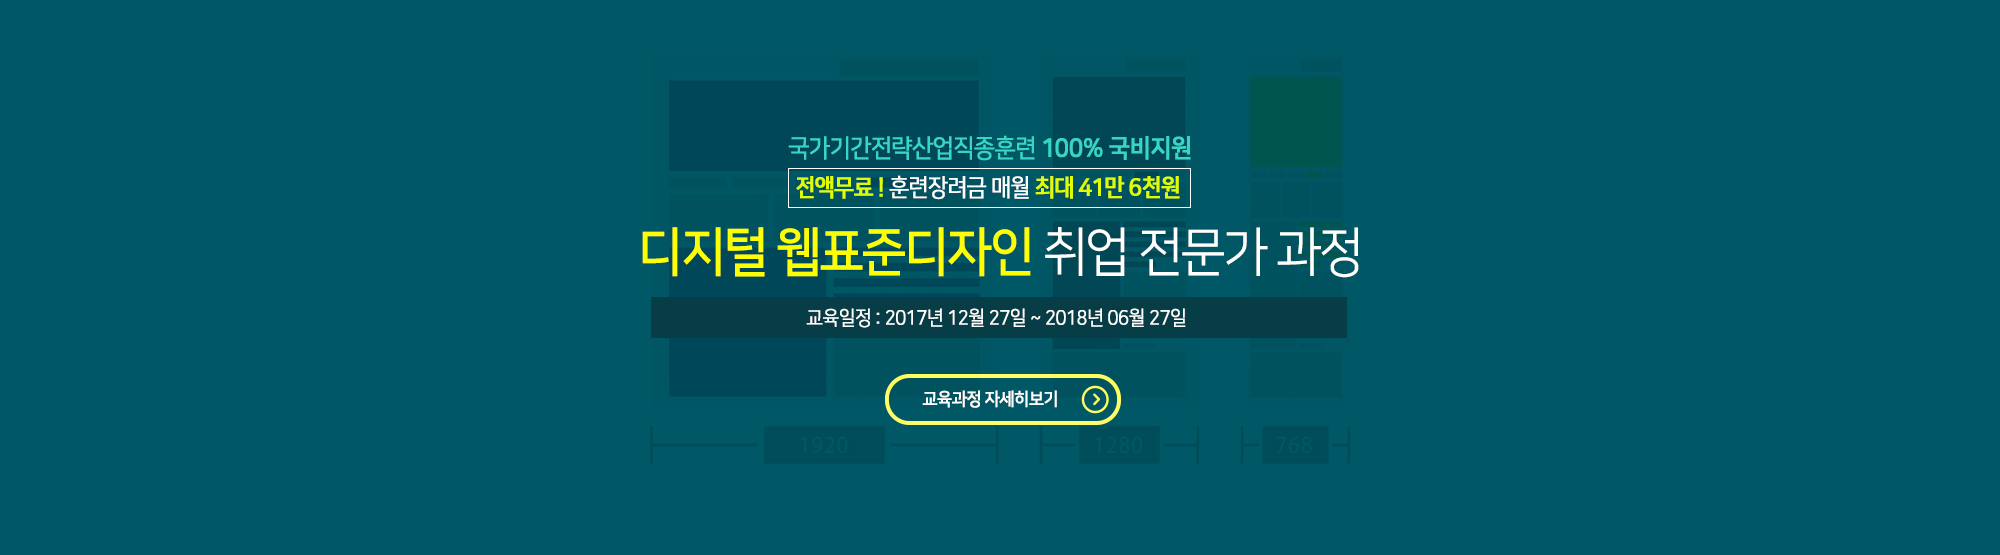 국가기간전략산업직종훈련 100% 국비지원
전액무료 ! 훈련장려금 매월 최대 41만 6천원
디지털 웹표준디자인 취업 전문가 과정
교육일정 : 2017년 12월 27일 ~ 2018년 06월 27일
교육과정 자세히보기
1920 1280 768